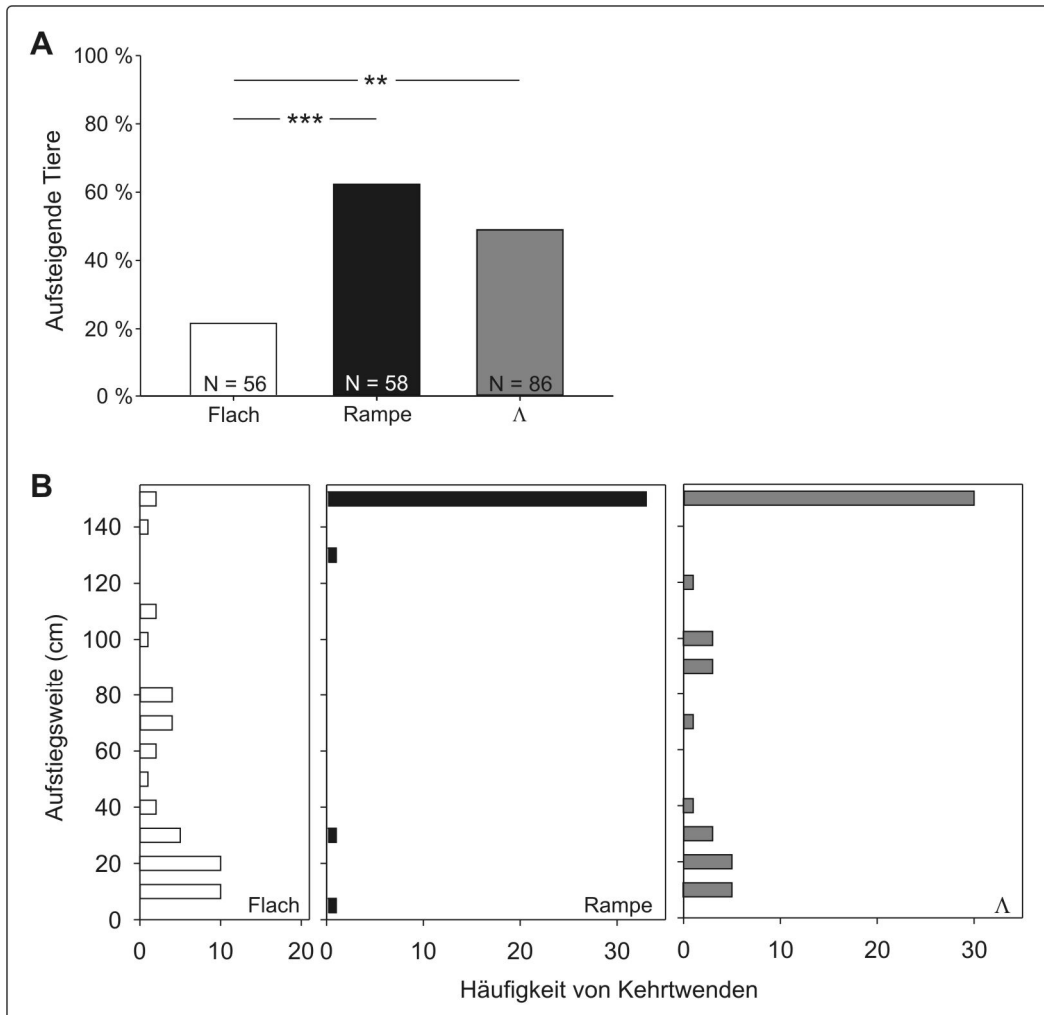 A
100 %
80 %
60 %
40 %
20 %
0 %
Aufsteigende Tiere
**
***
N = 56
N = 58
N = 86
Flach
Rampe
Λ
B
140
120
100
80
60
40
20
0
Aufstiegsweite (cm)
Flach
Rampe
Λ
0
10
20
0
10
20
30
0
10
20
30
Häufigkeit von Kehrtwenden